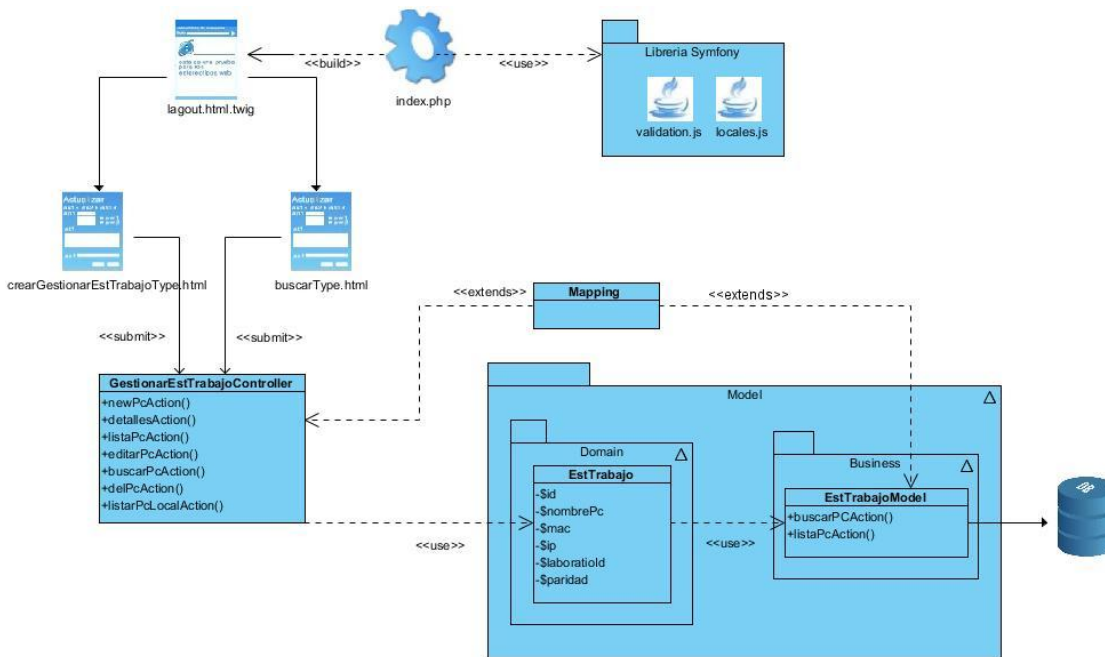 <<build>>
<<use>>
index.php
lagout.html.twig
Libreria Symfony
validation.js
locales.js
crearGestionarEstTrabajoType.html
buscarType.html
<<submit>>
<<submit>>
<<extends>>
Mapping
<<extends>>
GestionarEstTrabajoController
+newPcAction()
+detallesAction()
+listaPcAction()
+editarPcAction()
+buscarPcAction()
+delPcAction()
+listarPcLocalAction()
<<use>>
Model
Domain
EstTrabajo
-$id
-$nombrePc
-$mac
-$ip
-$laboratioId
-$paridad
<<use>>
Business
EstTrabajoModel
+buscarPCAction()
+listaPcAction()
DB